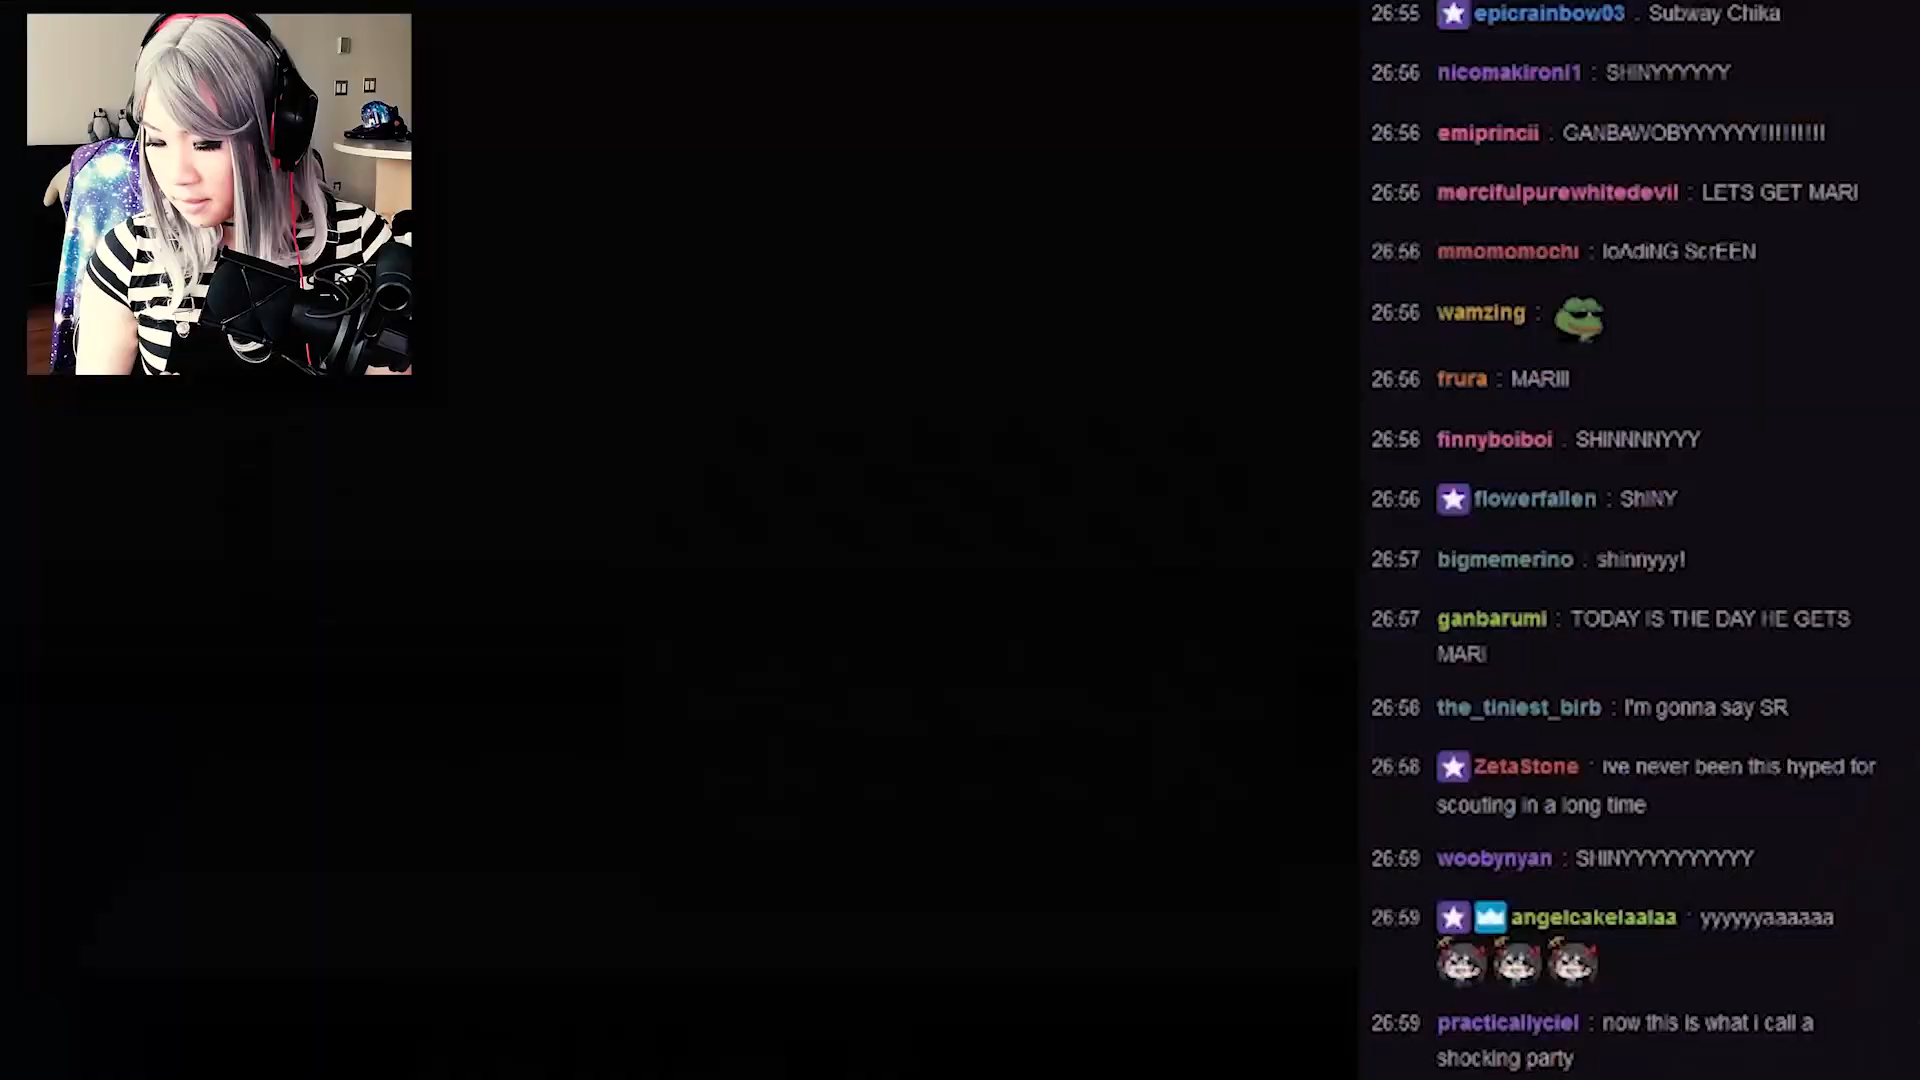 26:55 epicrainbow03 : Subway Chika
26:56 nicomakironi1 : SHINYYYYYY
26:56 emiprincii : GANBAWOBYYYYYY!!!!!!!!!
26:56 mercifulpurewhitedevil : LETS GET MARI
26:56 mmomomochi : loAdiNG ScrEEN
26:56 wamzing :
26:56 frura : MARIII
26:56 finnyboiboi : SHINNNNYYY
26:56 flowerfallen : ShINY
26:57 bigmemerino : shinnyyy!
26:57 ganbarumi : TODAY IS THE DAY HE GETS
MARI
26:58 the_tiniest_birb : I'm gonna say SR
26:58 ZetaStone : ive never been this hyped for
scouting in a long time
26:59 woobynyan : SHINYYYYYYYYYY
26:59 angelcakelaalaa : yyyyyyaaaaaa
26:59 practicallyciel : now this is what i call a
shocking party